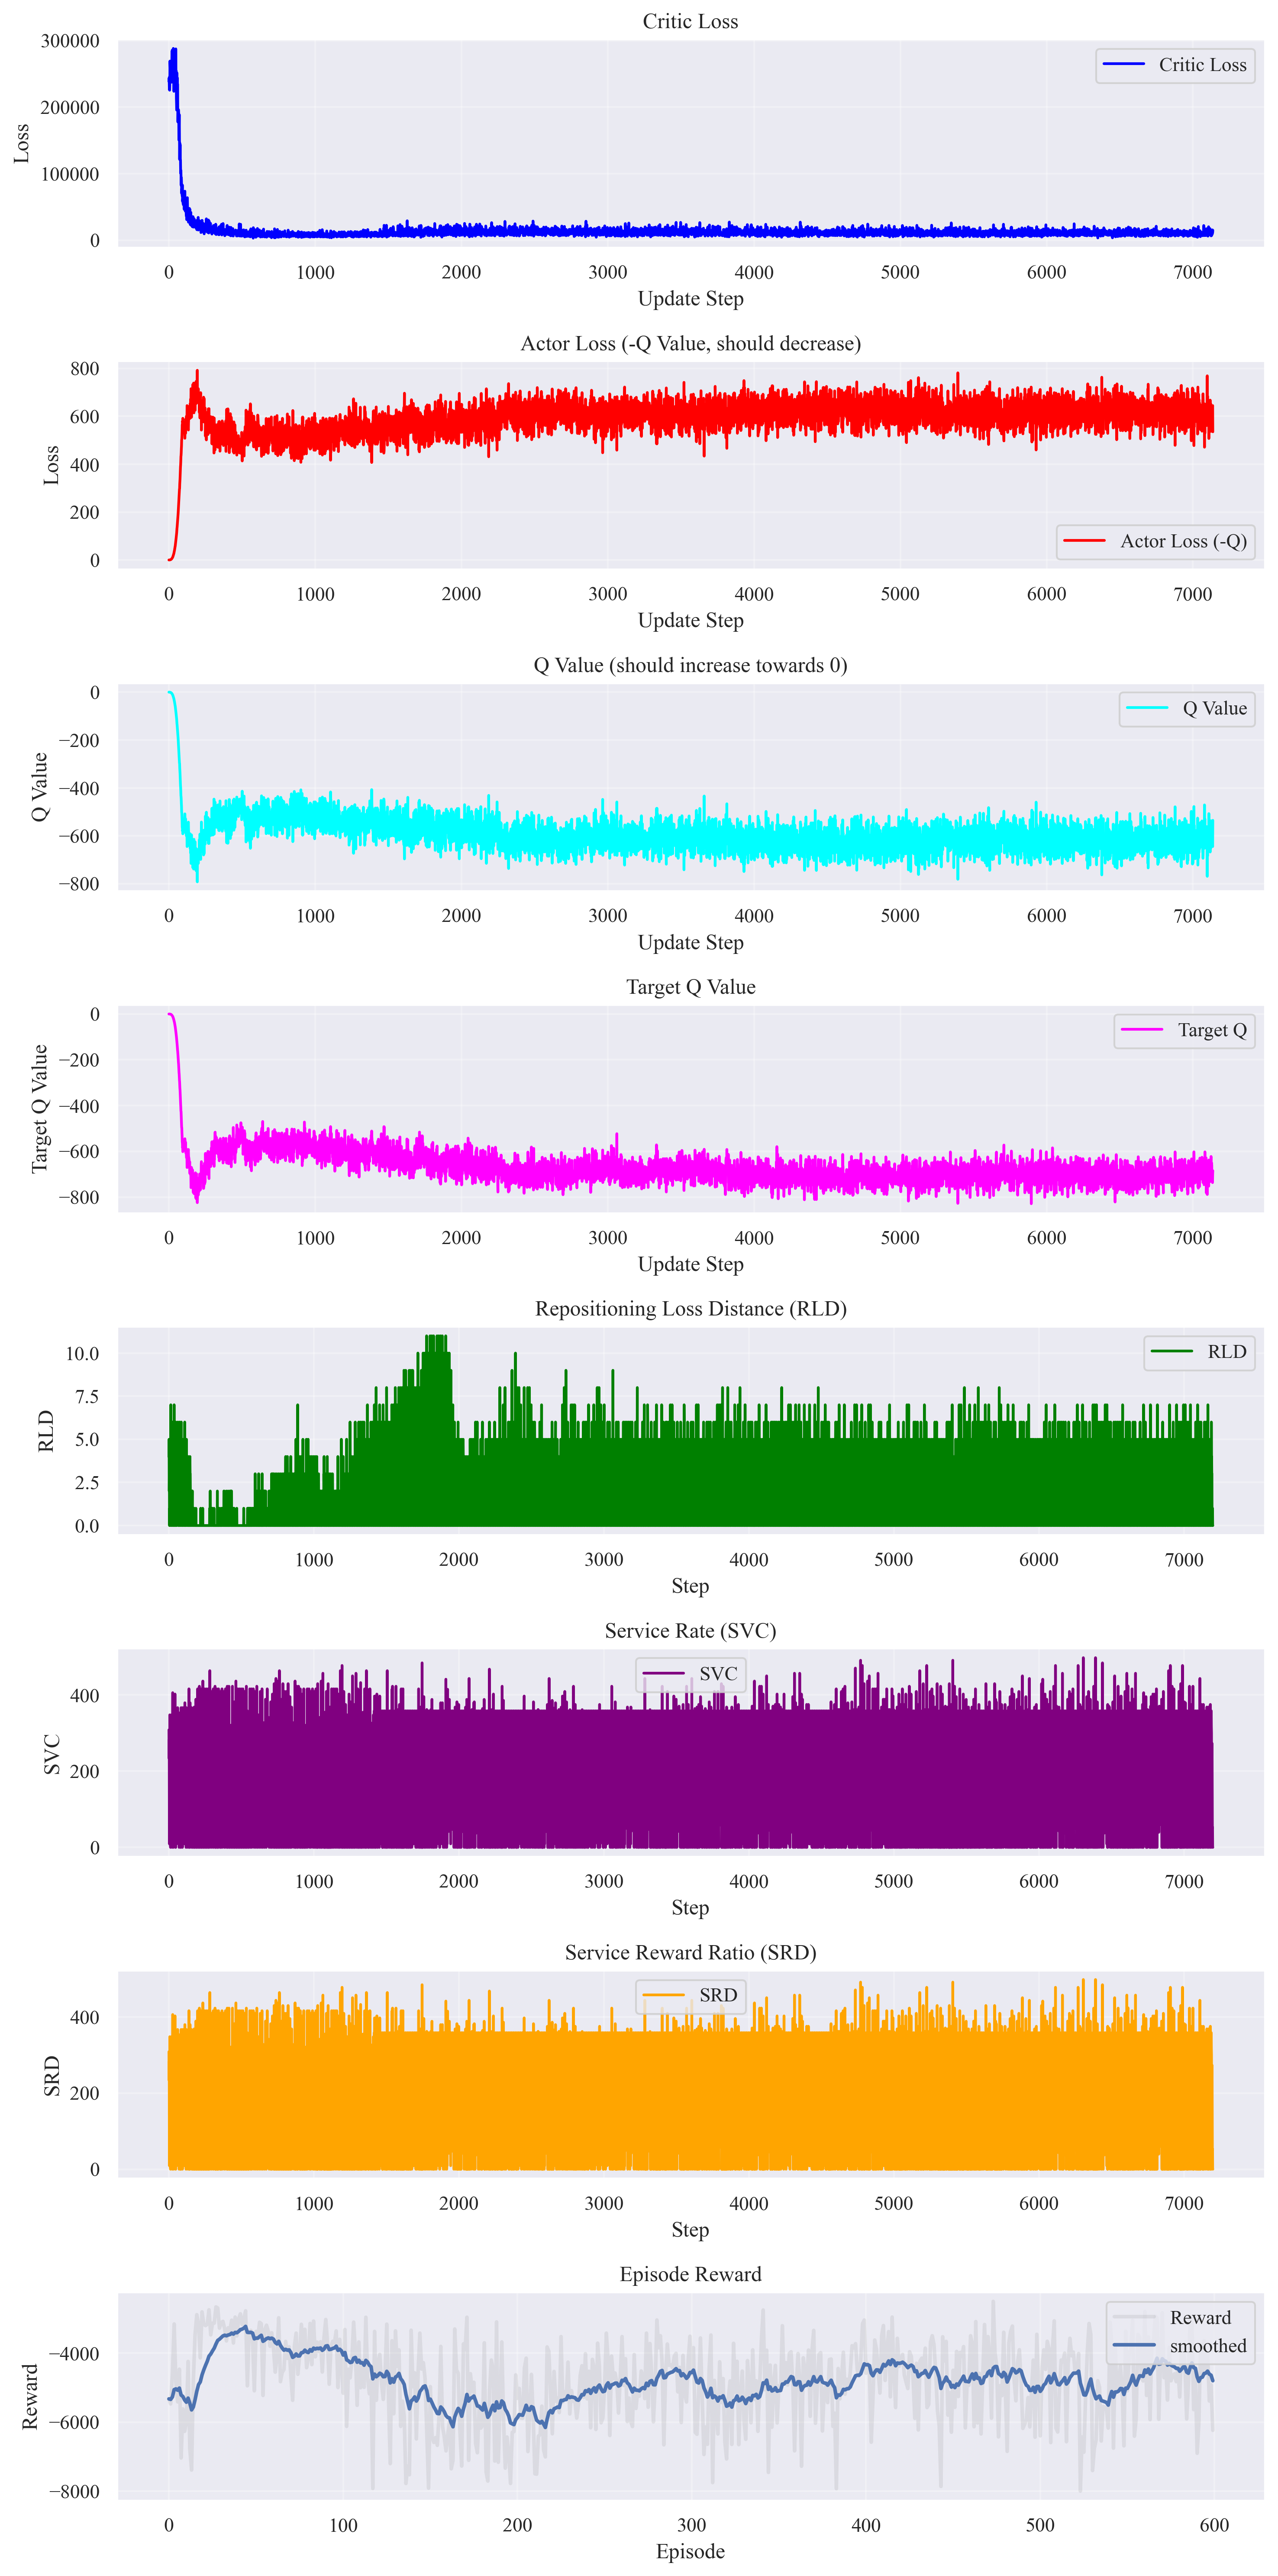 Critic Loss
300000
200000
100000
0
Loss
Critic Loss
0 1000 2000 3000 4000 5000 6000 7000
Update Step
Actor Loss (-Q Value, should decrease)
800
600
400
200
0
Loss
Actor Loss (-Q)
0 1000 2000 3000 4000 5000 6000 7000
Update Step
Q Value (should increase towards 0)
0
−200
−400
−600
−800
Q Value
Q Value
0 1000 2000 3000 4000 5000 6000 7000
Update Step
Target Q Value
0
−200
−400
−600
−800
Target Q Value
Target Q
0 1000 2000 3000 4000 5000 6000 7000
Update Step
Repositioning Loss Distance (RLD)
10.0
7.5
5.0
2.5
0.0
RLD
RLD
0 1000 2000 3000 4000 5000 6000 7000
Step
Service Rate (SVC)
400
200
0
SVC
SVC
0 1000 2000 3000 4000 5000 6000 7000
Step
Service Reward Ratio (SRD)
400
200
0
SRD
SRD
0 1000 2000 3000 4000 5000 6000 7000
Step
Episode Reward
−4000
−6000
−8000
Reward
Reward
smoothed
0 100 200 300 400 500 600
Episode